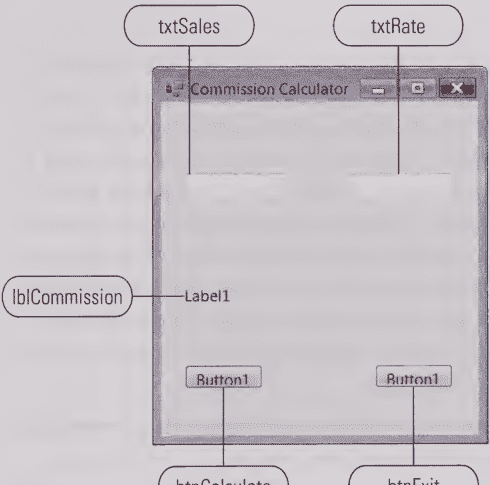 txtSales txtRate
Commission Calculator
lblCommission Label1
Button1 Button1
btnCalculate btnExit